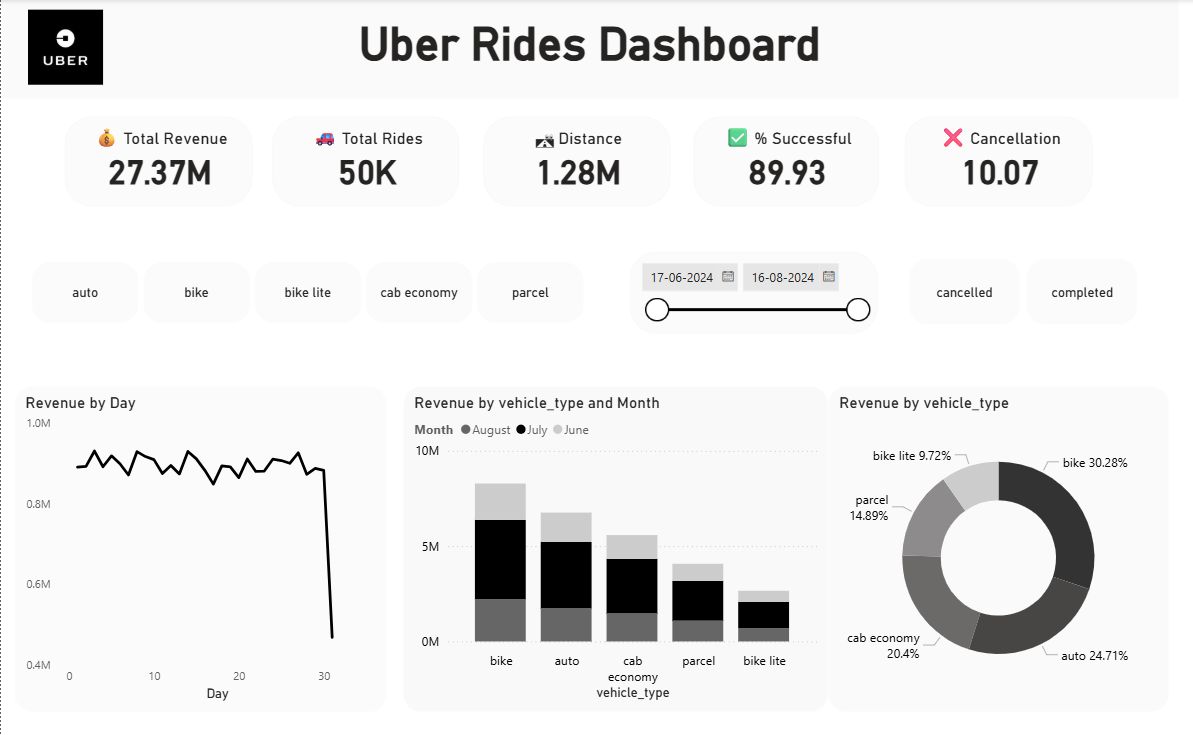 UBER
Uber Rides Dashboard
Total Revenue
27.37M
Total Rides
50K
Distance
1.28M
% Successful
89.93
Cancellation
10.07
auto
bike
bike lite
cab economy
parcel
17-06-2024
16-08-2024
cancelled
completed
Revenue by Day
1.0M
0.8M
0.6M
0.4M
0
10
20
30
Day
Revenue by vehicle_type and Month
Month August July June
10M
5M
0M
bike
auto
cab
economy
parcel
bike lite
vehicle_type
Revenue by vehicle_type
bike lite 9.72%
bike 30.28%
parcel
14.89%
cab economy
20.4%
auto 24.71%